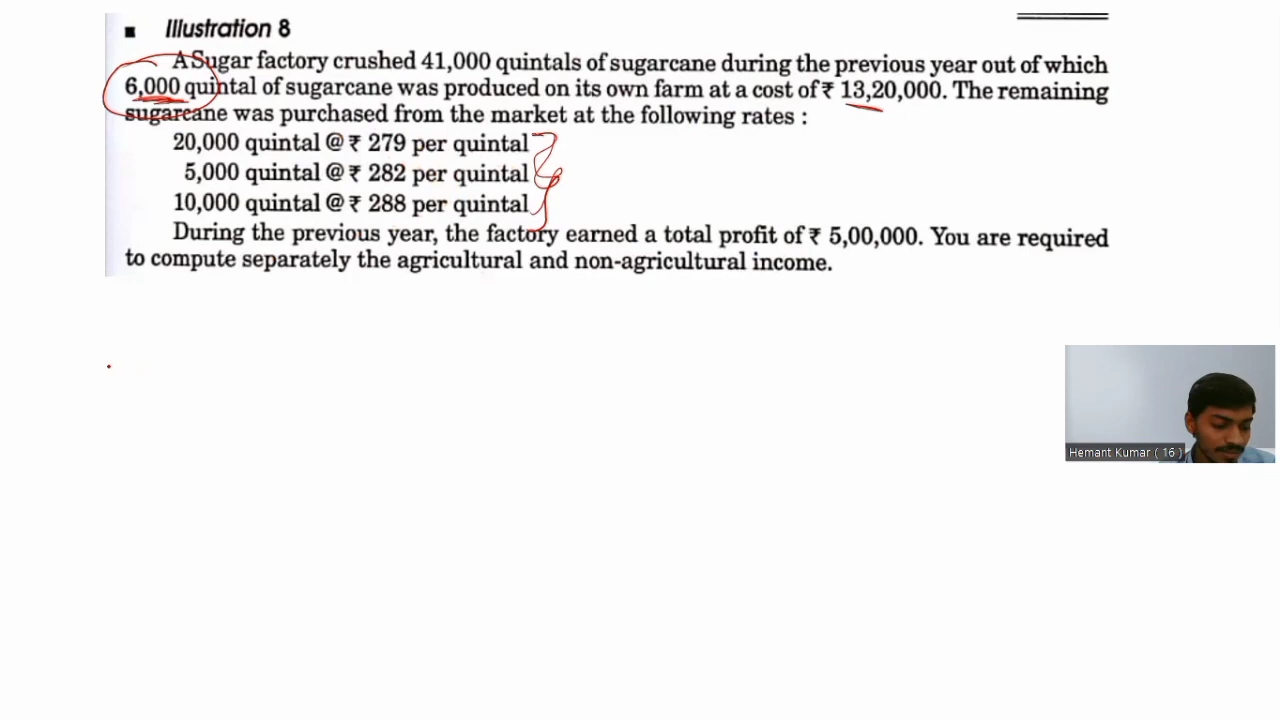 ■ Illustration 8
A Sugar factory crushed 41,000 quintals of sugarcane during the previous year out of which
6,000 quintal of sugarcane was produced on its own farm at a cost of ₹ 13,20,000. The remaining
sugarcane was purchased from the market at the following rates :
20,000 quintal @ ₹ 279 per quintal
5,000 quintal @ ₹ 282 per quintal
10,000 quintal @ ₹ 288 per quintal
During the previous year, the factory earned a total profit of ₹ 5,00,000. You are required
to compute separately the agricultural and non-agricultural income.
Hemant Kumar ( 16 )